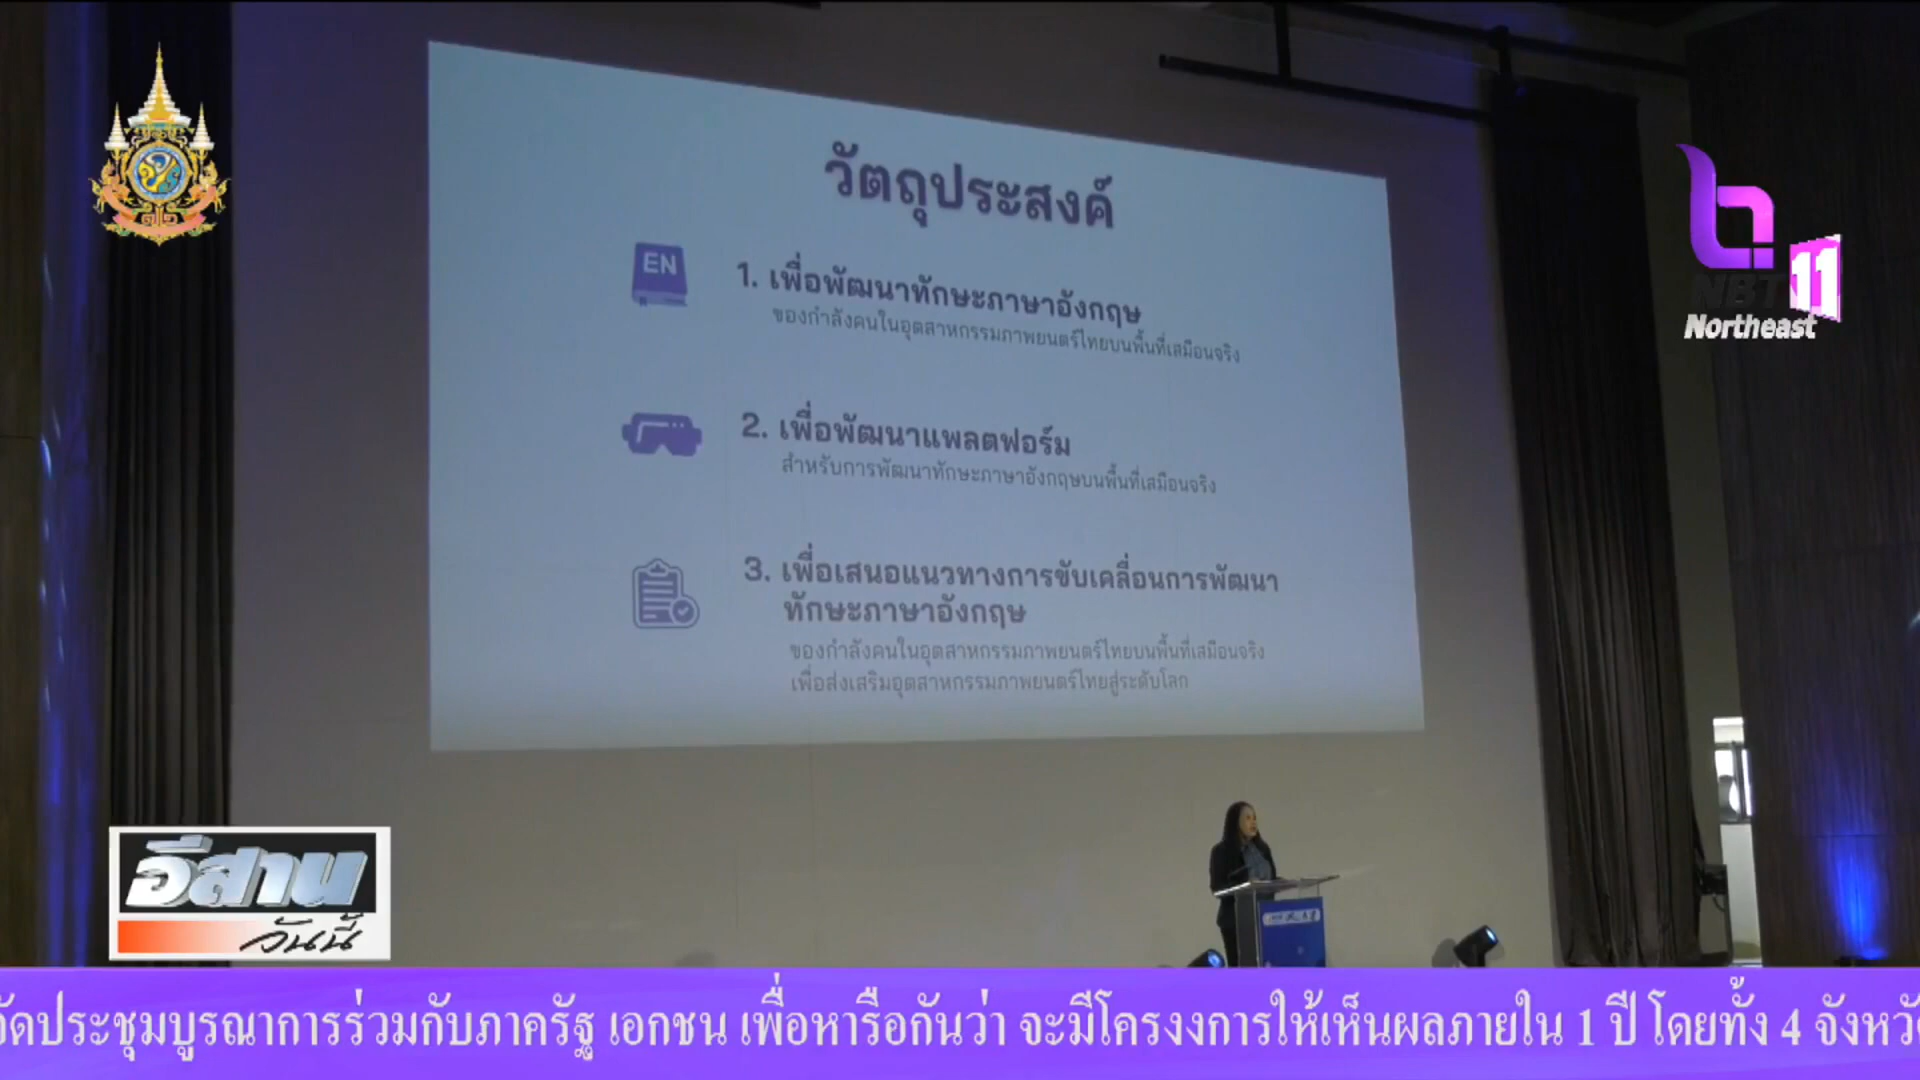 วัตถุประสงค์
EN
1. เพื่อพัฒนาทักษะภาษาอังกฤษ
ของกำลังคนในอุตสาหกรรมภาพยนตร์ไทยบนพื้นที่เสมือนจริง
2. เพื่อพัฒนาแพลตฟอร์ม
สำหรับการพัฒนาทักษะภาษาอังกฤษบนพื้นที่เสมือนจริง
3. เพื่อเสนอแนวทางการขับเคลื่อนการพัฒนา
ทักษะภาษาอังกฤษ
ของกำลังคนในอุตสาหกรรมภาพยนตร์ไทยบนพื้นที่เสมือนจริง
เพื่อส่งเสริมอุตสาหกรรมภาพยนตร์ไทยสู่ระดับโลก
NBT 11
Northeast
อีสาน
วันนี้
จัดประชุมบูรณาการร่วมกับภาครัฐ เอกชน เพื่อหารือกันว่า จะมีโครงงการให้เห็นผลภายใน 1 ปี โดยทั้ง 4 จังหวัด